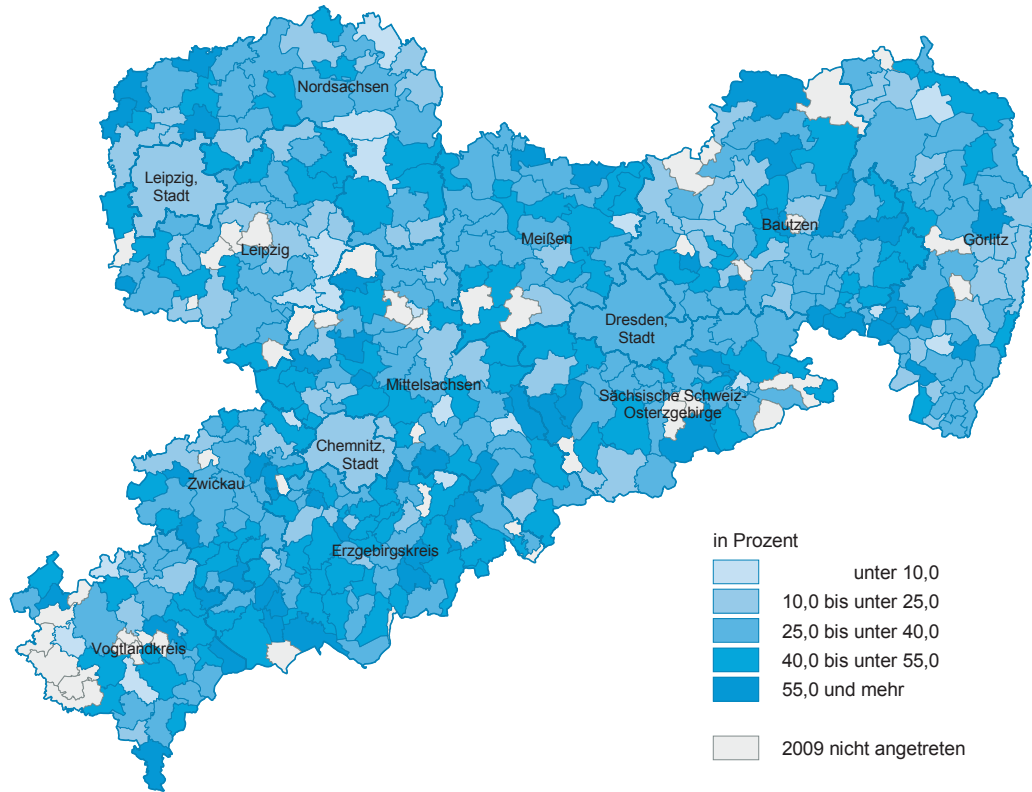 Nordsachsen
Leipzig,
Stadt
Leipzig
Meißen
Bautzen
Görlitz
Dresden,
Stadt
Mittelsachsen
Sächsische Schweiz-
Osterzgebirge
Chemnitz,
Stadt
Zwickau
Erzgebirgskreis
Vogtlandkreis
in Prozent
unter 10,0
10,0 bis unter 25,0
25,0 bis unter 40,0
40,0 bis unter 55,0
55,0 und mehr
2009 nicht angetreten